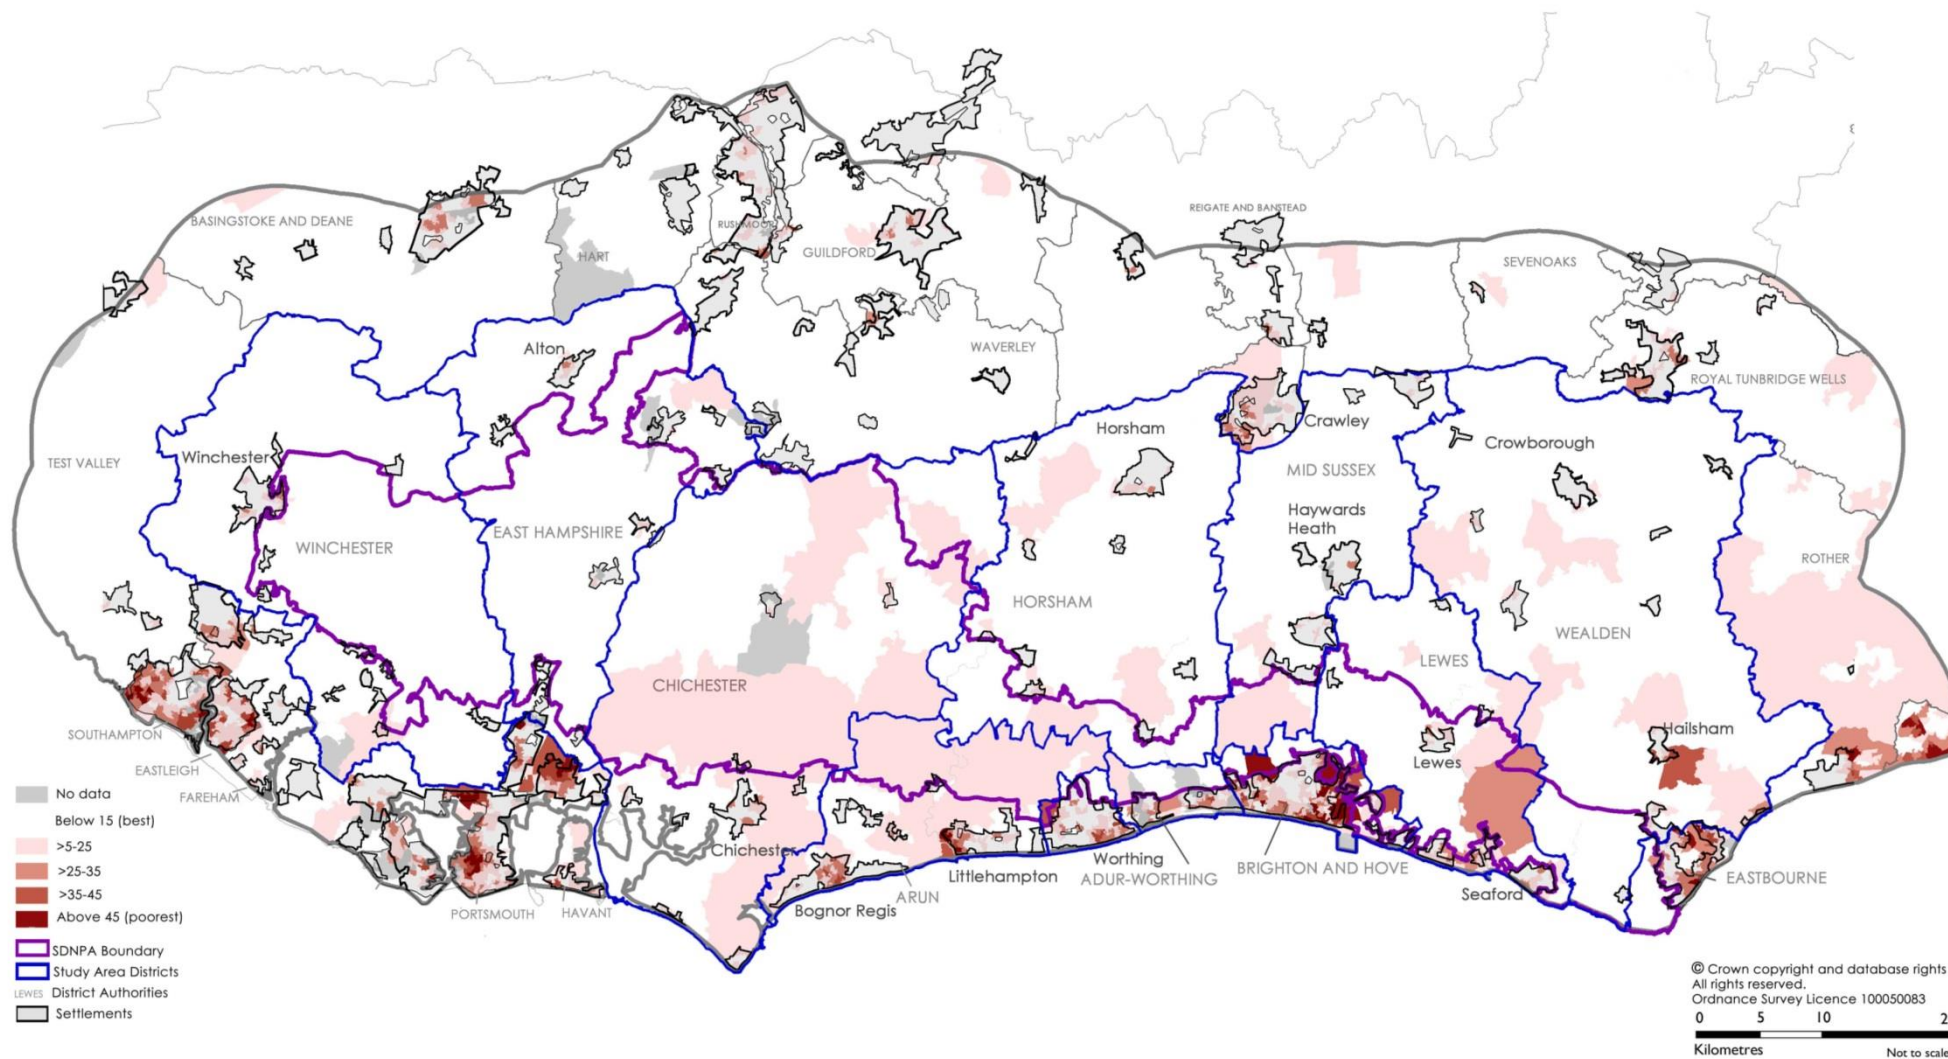 REIGATE AND BANSTEAD
BASINGSTOKE AND DEANE
RUSHMOOR
HART
GUILDFORD
SEVENOAKS
Alton
WAVERLEY
ROYAL TUNBRIDGE WELLS
Horsham
Crawley
Crowborough
TEST VALLEY
Winchester
MID SUSSEX
Haywards
Heath
EAST HAMPSHIRE
WINCHESTER
ROTHER
HORSHAM
WEALDEN
LEWES
CHICHESTER
SOUTHAMPTON
Hailsham
EASTLEIGH
Lewes
FAREHAM
Chichester
Worthing
Littlehampton
ADUR-WORTHING
BRIGHTON AND HOVE
EASTBOURNE
Seaford
ARUN
Bognor Regis
PORTSMOUTH
HAVANT
No data
Below 15 (best)
>5-25
>25-35
>35-45
Above 45 (poorest)
SDNPA Boundary
Study Area Districts
LEWES District Authorities
Settlements
© Crown copyright and database rights
All rights reserved.
Ordnance Survey Licence 100050083
0 5 10 2
Kilometres Not to scale